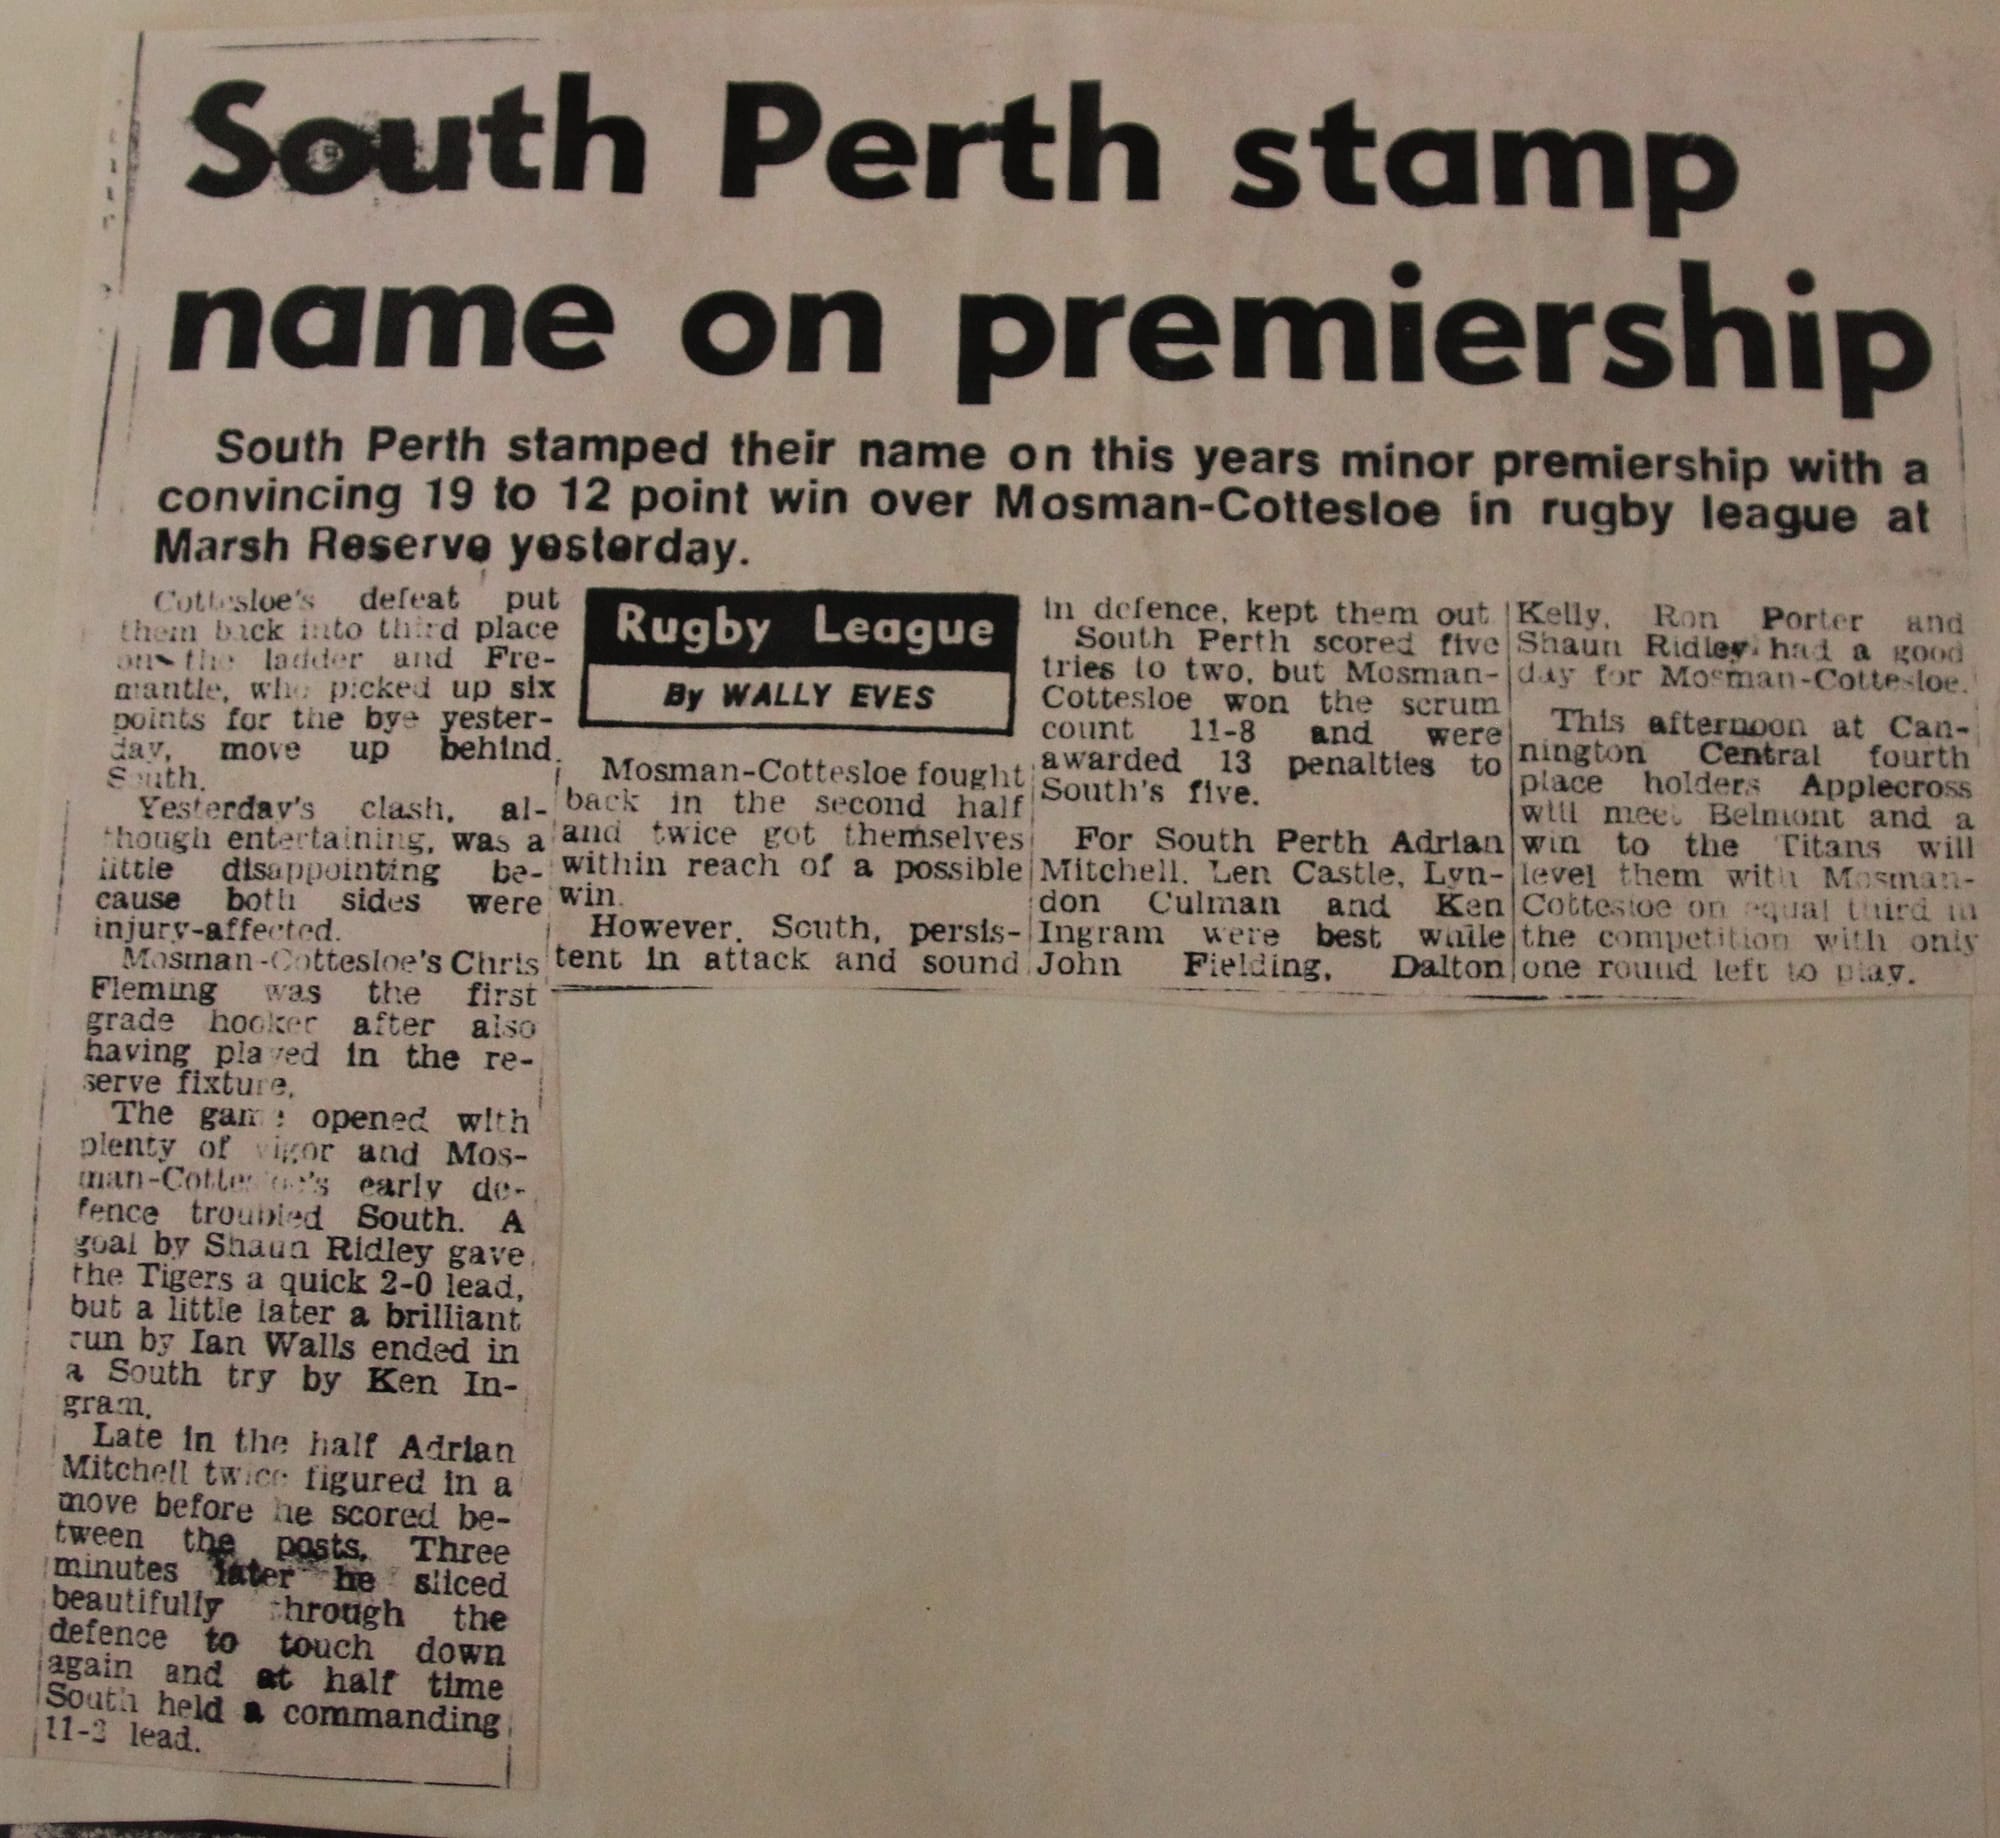 South Perth stamp
name on premiership
South Perth stamped their name on this years minor premiership with a
convincing 19 to 12 point win over Mosman-Cottesloe in rugby league at
Marsh Reserve yesterday.
Cottesloe's defeat put
them back into third place
on the ladder and Fre-
mantle, who picked up six
points for the bye yester-
day, move up behind
South.
Yesterday's clash, al-
though entertaining, was a
little disappointing be-
cause both sides were
injury-affected.
Mosman-Cottesloe's Chris
Fleming was the first
grade hooker after also
having played in the re-
serve fixture.
The game opened with
plenty of vigor and Mos-
man-Cottesloe's early de-
fence troubled South. A
goal by Shaun Ridley gave
the Tigers a quick 2-0 lead,
but a little later a brilliant
run by Ian Walls ended in
a South try by Ken In-
gram.
Late in the half Adrian
Mitchell twice figured in a
move before he scored be-
tween the posts. Three
minutes later he sliced
beautifully through the
defence to touch down
again and at half time
South held a commanding
lead.
Rugby League
By WALLY EVES
Mosman-Cottesloe fought
back in the second half
and twice got themselves
within reach of a possible
win.
However, South, persis-
tent in attack and sound
in defence, kept them out
South Perth scored five
tries to two, but Mosman-
Cottesloe won the scrum
count 11-8 and were
awarded 13 penalties to
South's five.
For South Perth Adrian
Mitchell, Len Castle, Lyn-
don Culman and Ken
Ingram were best while
John Fielding, Dalton
Kelly, Ron Porter and
Shaun Ridley had a good
day for Mosman-Cottesloe.
This afternoon at Can-
nington Central fourth
place holders Applecross
will meet Belmont and a
win to the Titans will
level them with Mosman-
Cottesloe on equal third in
the competition with only
one round left to play.